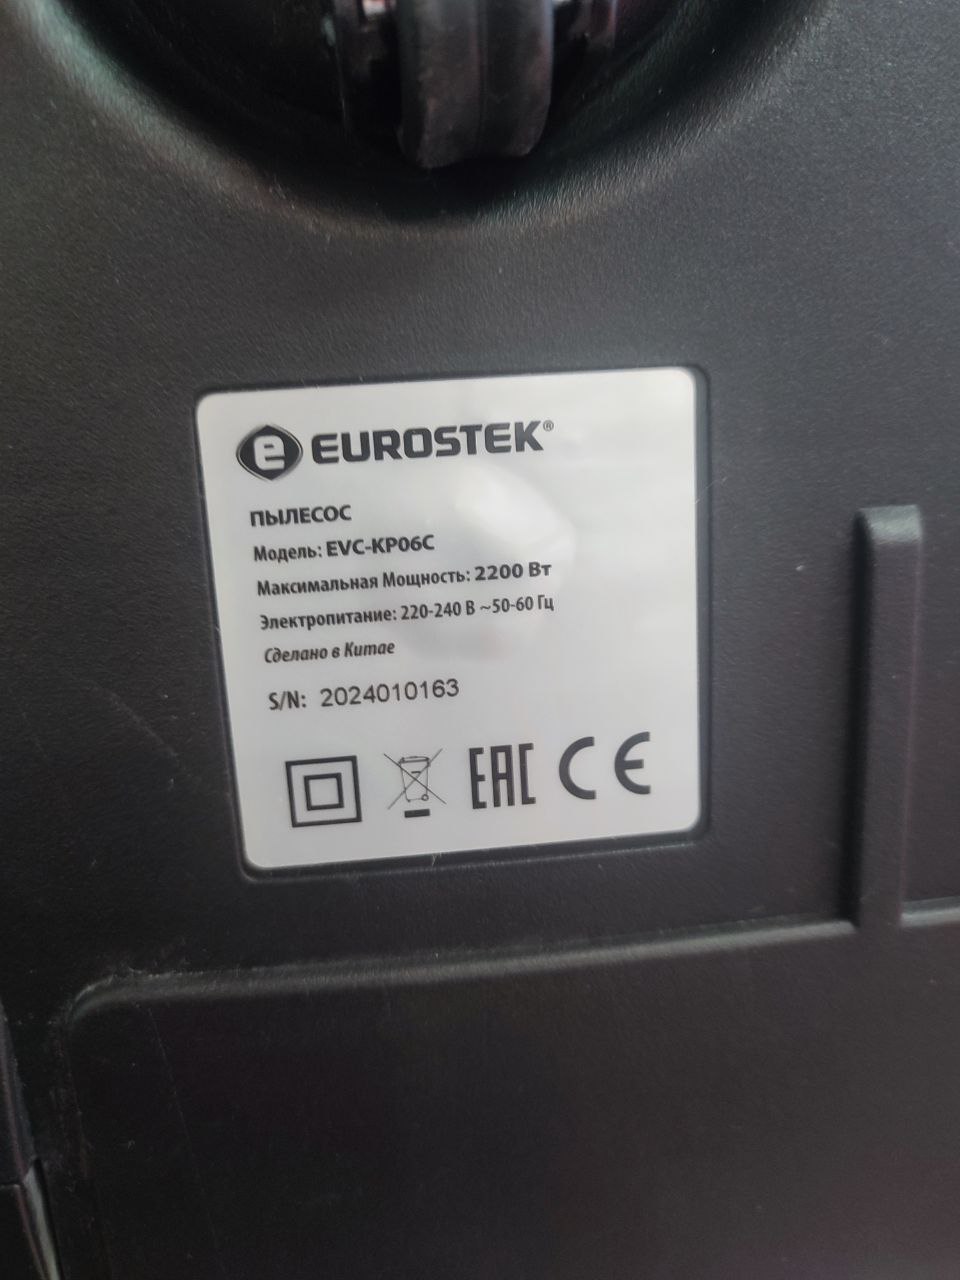 e EUROSTEK®
ПЫЛЕСОС
Модель: EVC-KP06C
Максимальная Мощность: 2200 Вт
Электропитание: 220-240 В ~50-60 Гц
Сделано в Китае
S/N: 2024010163
EAC CE